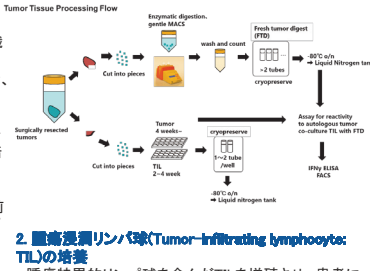 Tumor Tissue Processing Flow
Enzymatic digestion,
gentle MACS
wash and count
Fresh tumor digest
(FTD)
~2 tubes
cryopreserve
-80℃ o/n
➡ Liquid Nitrogen tank
Cut into pieces
Surgically resected
tumors
Assay for reactivity
to autologous tumor
co-culture TIL with FTD
IFNγ ELISA
FACS
Tumor
4 weeks~
cryopreserve
1~2 tube
/well
Cut into pieces
TIL
2-4 week
-80℃ o/n
➡ Liquid nitrogen tank
2. 腫瘍浸潤リンパ球(Tumor-infiltrating lymphocyte:
TIL)の培養